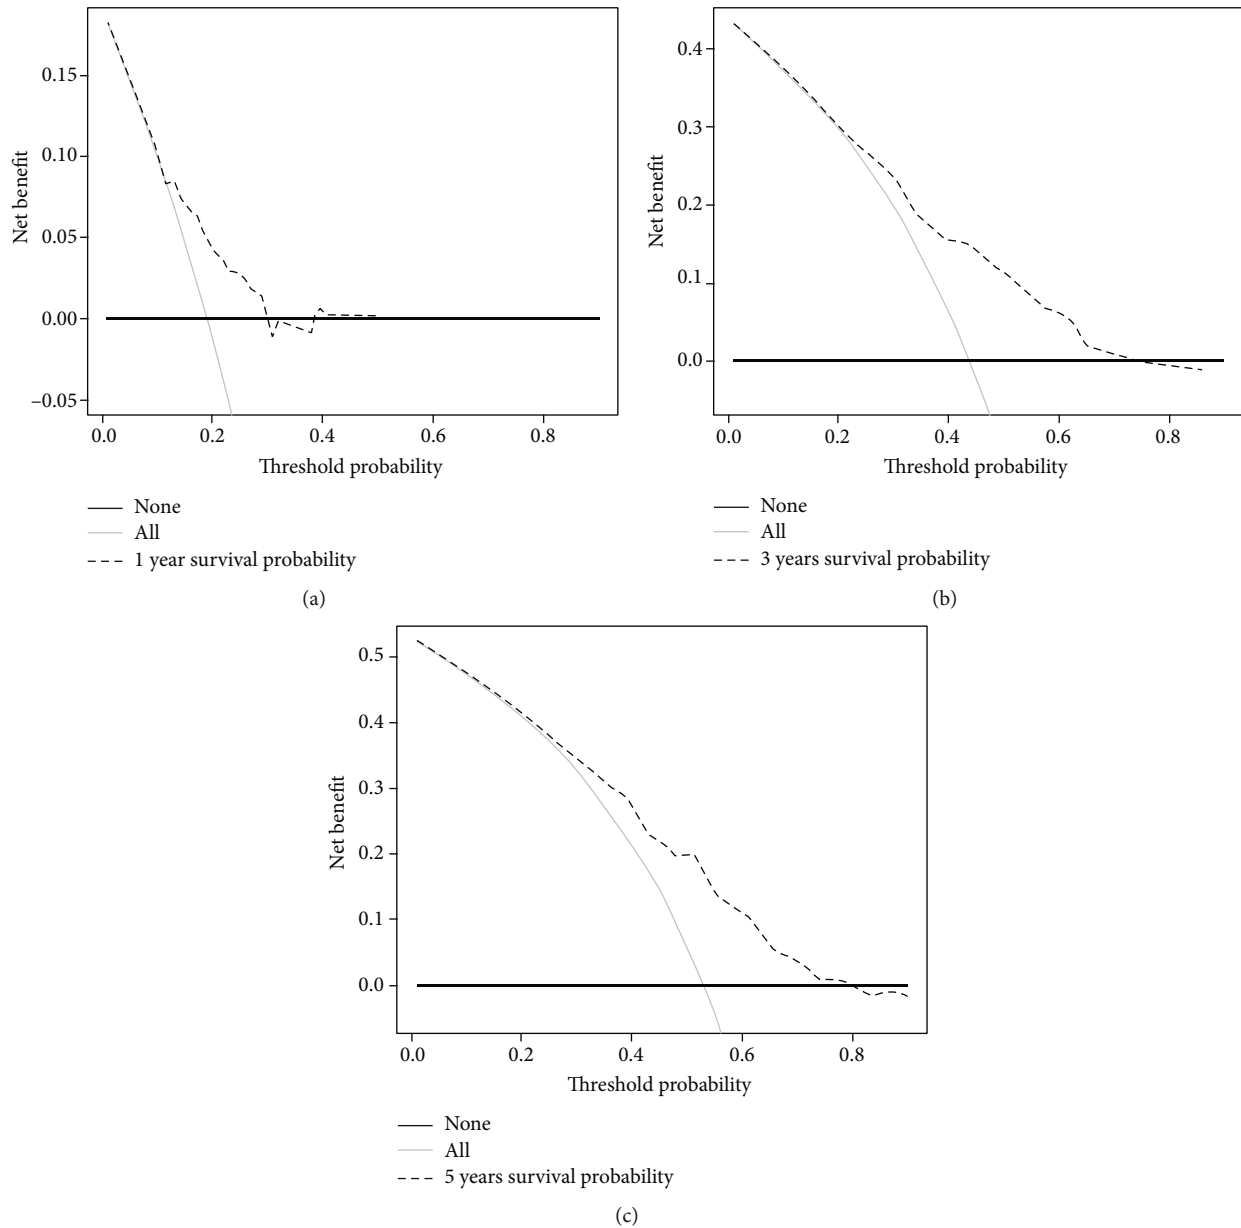 0.15
0.10
0.05
0.00
–0.05
Net benefit
0.0 0.2 0.4 0.6 0.8
Threshold probability
None
All
1 year survival probability
(a)
0.4
0.3
0.2
0.1
0.0
Net benefit
0.0 0.2 0.4 0.6 0.8
Threshold probability
None
All
3 years survival probability
(b)
0.5
0.4
0.3
0.2
0.1
0.0
Net benefit
0.0 0.2 0.4 0.6 0.8
Threshold probability
None
All
5 years survival probability
(c)